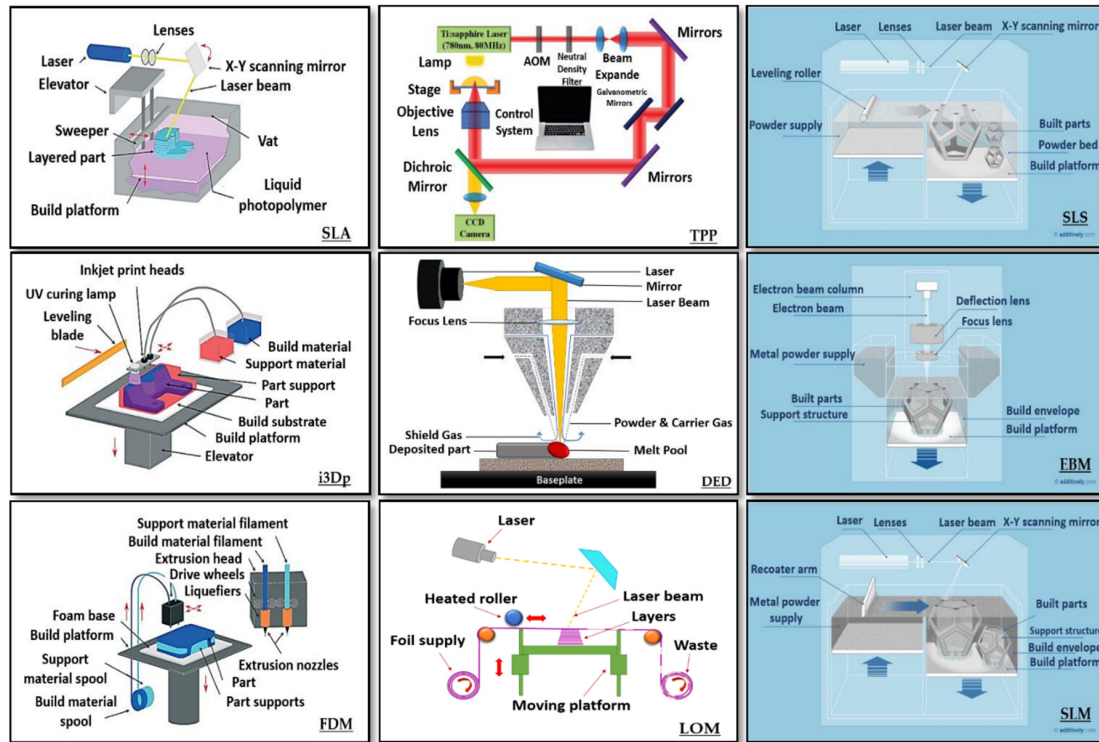 Lenses
Laser
X-Y scanning mirror
Elevator
Laser beam
Sweeper
Vat
Layered part
Liquid
photopolymer
Build platform
SLA
Ti:sapphire Laser
(780nm, 80MHz)
Mirrors
Lamp
AOM
Neutral
Density
Filter
Beam
Expande
Stage
Galvanometric
Mirrors
Objective
Lens
Control
System
Dichroic
Mirror
Mirrors
CCD
Camera
TPP
Laser
Lenses
Laser beam
X-Y scanning mirror
Leveling roller
Powder supply
Built parts
Powder bed
Build platform
SLS
© additively.com
Inkjet print heads
UV curing lamp
Leveling
blade
Build material
Support material
Part support
Part
Build substrate
Build platform
Elevator
i3Dp
Laser
Mirror
Laser Beam
Focus Lens
Powder & Carrier Gas
Shield Gas
Deposited part
Melt Pool
Baseplate
DED
Electron beam column
Electron beam
Deflection lens
Focus lens
Metal powder supply
Built parts
Support structure
Build envelope
Build platform
EBM
© additively.com
Support material filament
Build material filament
Extrusion head
Drive wheels
Liquefiers
Foam base
Build platform
Support
material spool
Build material
spool
Extrusion nozzles
Part
Part supports
FDM
Laser
Heated roller
Laser beam
Layers
Foil supply
Waste
Moving platform
LOM
Laser
Lenses
Laser beam
X-Y scanning mirror
Recoater arm
Metal powder
supply
Built parts
Support structure
Build envelope
Build platform
SLM
© additively.com